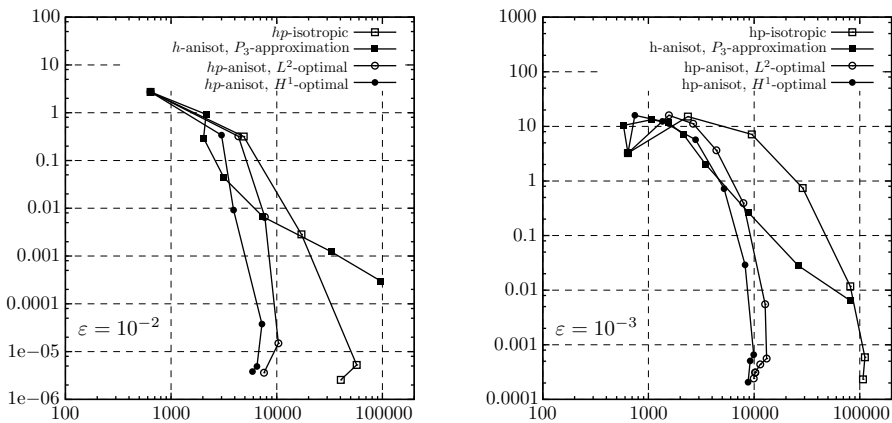 100
10
1
0.1
0.01
0.001
0.0001
1e-05
1e-06
100
1000
10000
100000
hp-isotropic
h-anisot, P₃-approximation
hp-anisot, L²-optimal
hp-anisot, H¹-optimal
ε = 10⁻²
1000
100
10
1
0.1
0.01
0.001
0.0001
100
1000
10000
100000
hp-isotropic
h-anisot, P₃-approximation
hp-anisot, L²-optimal
hp-anisot, H¹-optimal
ε = 10⁻³